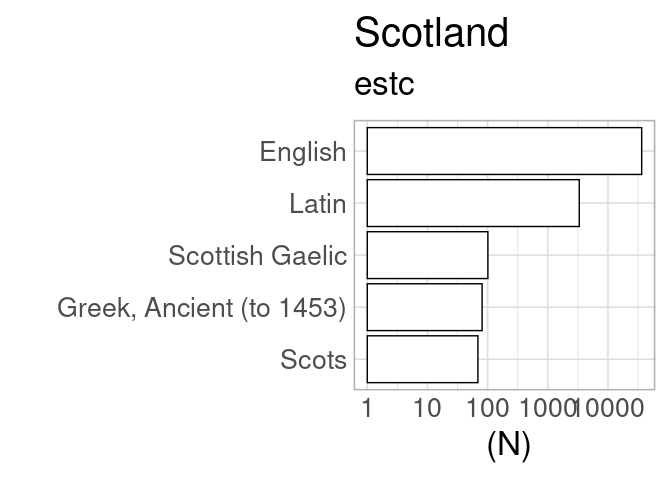 Scotland
estc
English
Latin
Scottish Gaelic
Greek, Ancient (to 1453)
Scots
1 10 100 1000 10000
(N)